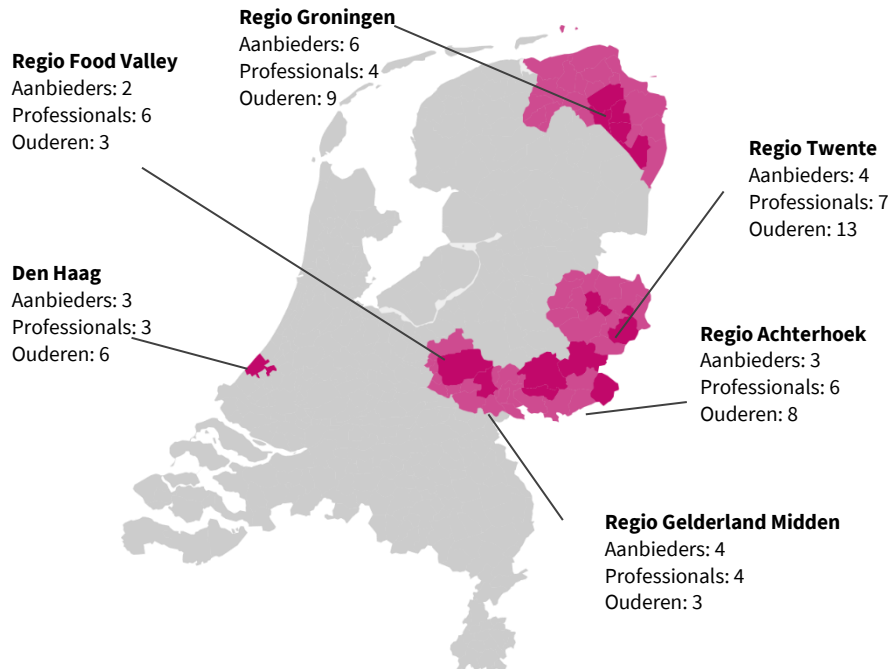 Regio Groningen
Aanbieders: 6
Professionals: 4
Ouderen: 9
Regio Food Valley
Aanbieders: 2
Professionals: 6
Ouderen: 3
Regio Twente
Aanbieders: 4
Professionals: 7
Ouderen: 13
Den Haag
Aanbieders: 3
Professionals: 3
Ouderen: 6
Regio Achterhoek
Aanbieders: 3
Professionals: 6
Ouderen: 8
Regio Gelderland Midden
Aanbieders: 4
Professionals: 4
Ouderen: 3